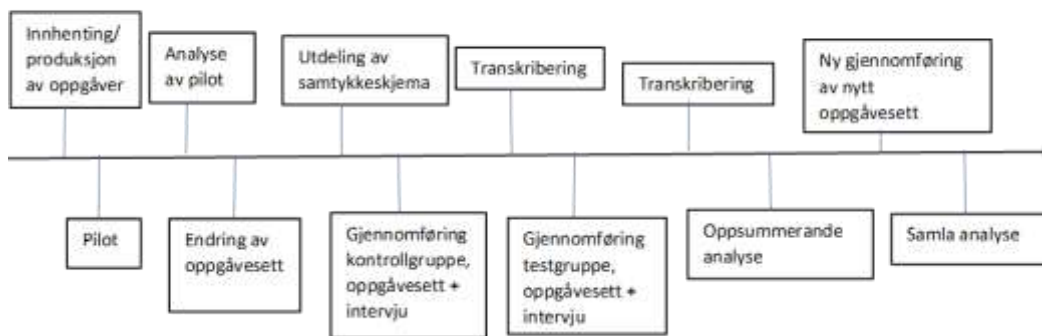 Innhenting/
produksjon
av oppgåver
Analyse
av pilot
Utdeling av
samtykkeskjema
Transkribering
Transkribering
Ny gjennomføring
av nytt
oppgåvesett
Pilot
Endring av
oppgåvesett
Gjennomføring
kontrollgruppe,
oppgåvesett +
intervju
Gjennomføring
testgruppe,
oppgåvesett +
intervju
Oppsummerande
analyse
Samla analyse